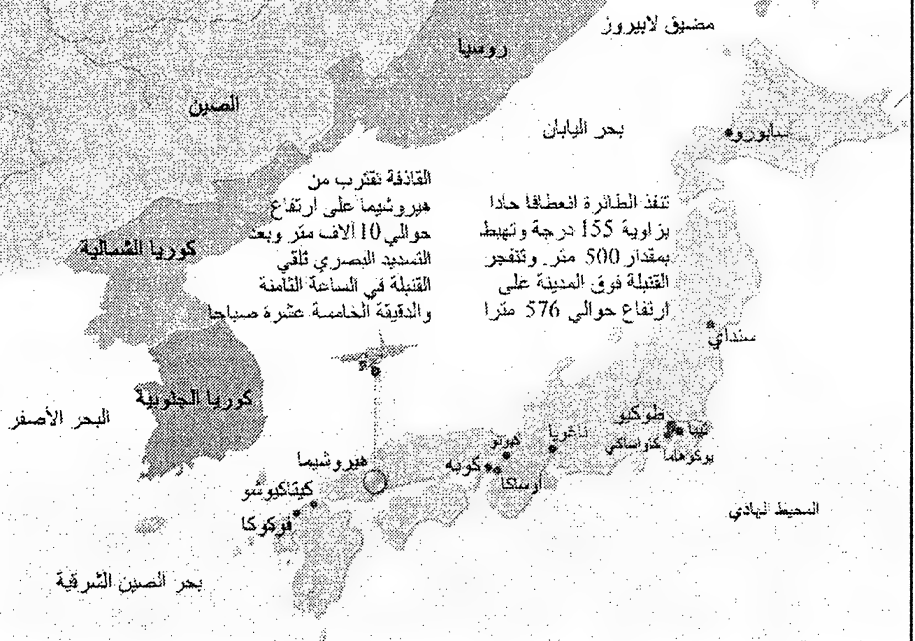 مضيق لابيروز
روسيا
الصين
بحر اليابان
سابورو
القاذفة تقترب من
هيروشيما على ارتفاع
حوالي 10 آلاف متر وبعد
التسديد البصري تلقي
القنبلة في الساعة الثامنة
والدقيقة الخامسة عشرة صباحا
تنفذ الطائرة انعطافا حادا
بزاوية 155 درجة وتهبط
بمقدار 500 متر. وتنفجر
القنبلة فوق المدينة على
ارتفاع حوالي 576 مترا
كوريا الشمالية
سنداي
كوريا الجنوبية
البحر الأصفر
طوكيو
كاواساكي
يوكوهاما
ناغويا
كيوتو
كوبه
أوساكا
هيروشيما
كيتاكيوشو
فوكوكا
المحيط الهادي
بحر الصين الشرقية